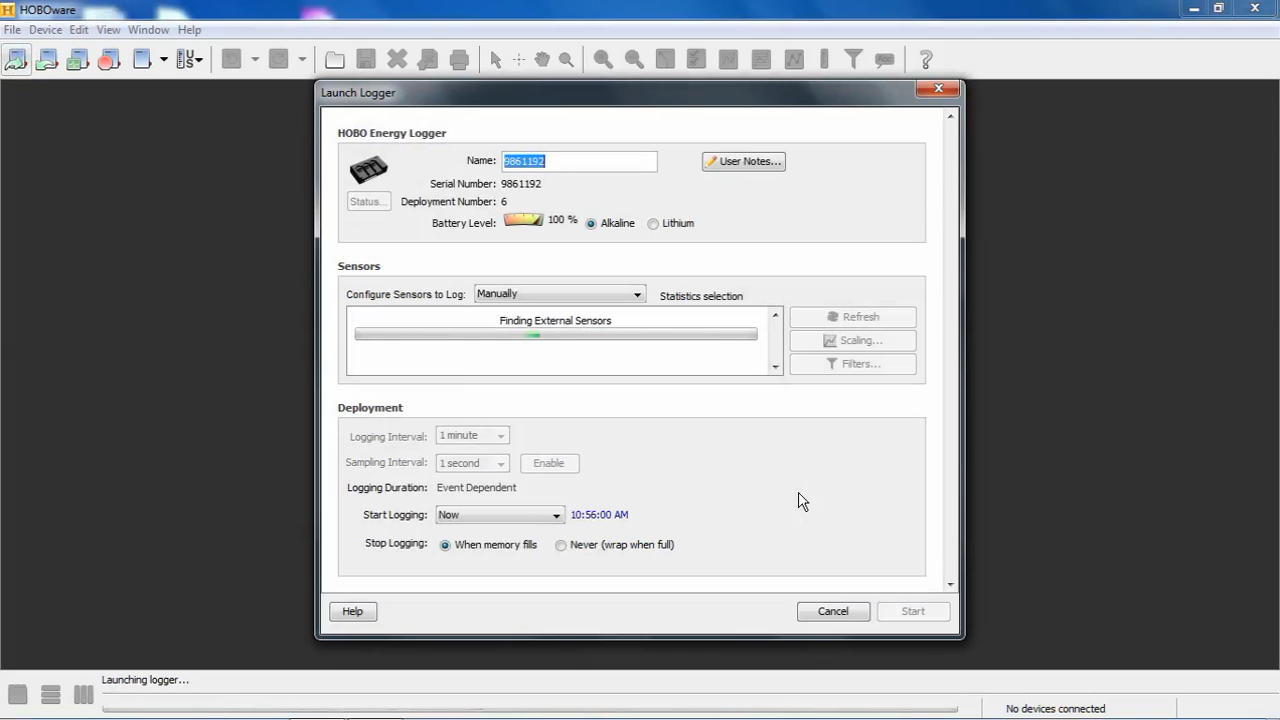 HOBOware
File Device Edit View Window Help
Launch Logger
HOBO Energy Logger
Name: 9861192 User Notes...
Serial Number: 9861192
Status... Deployment Number: 6
Battery Level: 100 % Alkaline Lithium
Sensors
Configure Sensors to Log: Manually Statistics selection
Finding External Sensors Refresh
Scaling...
Filters...
Deployment
Logging Interval: 1 minute
Sampling Interval: 1 second Enable
Logging Duration: Event Dependent
Start Logging: Now 10:56:00 AM
Stop Logging: When memory fills Never (wrap when full)
Help Cancel Start
Launching logger...
No devices connected